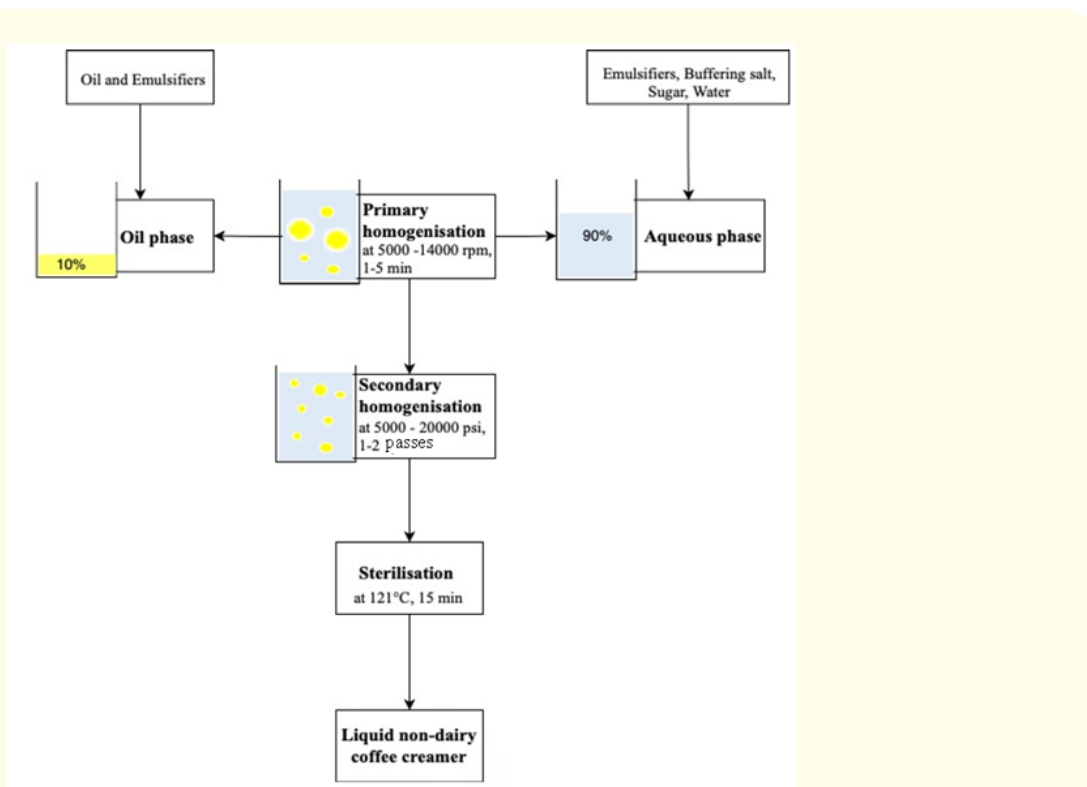 Oil and Emulsifiers
Emulsifiers, Buffering salt,
Sugar, Water
Oil phase
10%
Primary
homogenisation
at 5000 -14000 rpm,
1-5 min
90%
Aqueous phase
Secondary
homogenisation
at 5000 - 20000 psi,
1-2 passes
Sterilisation
at 121°C, 15 min
Liquid non-dairy
coffee creamer